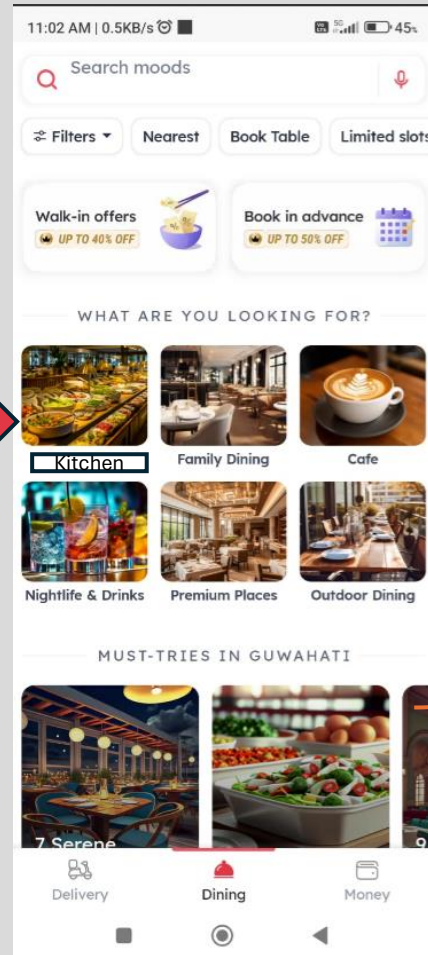 11:02 AM | 0.5KB/s
5G 45%
Search moods
Filters Nearest Book Table Limited slots
Walk-in offers Book in advance
UP TO 40% OFF UP TO 50% OFF
WHAT ARE YOU LOOKING FOR?
Kitchen Family Dining Cafe
Nightlife & Drinks Premium Places Outdoor Dining
MUST-TRIES IN GUWAHATI
7 Serene 9
Delivery Dining Money